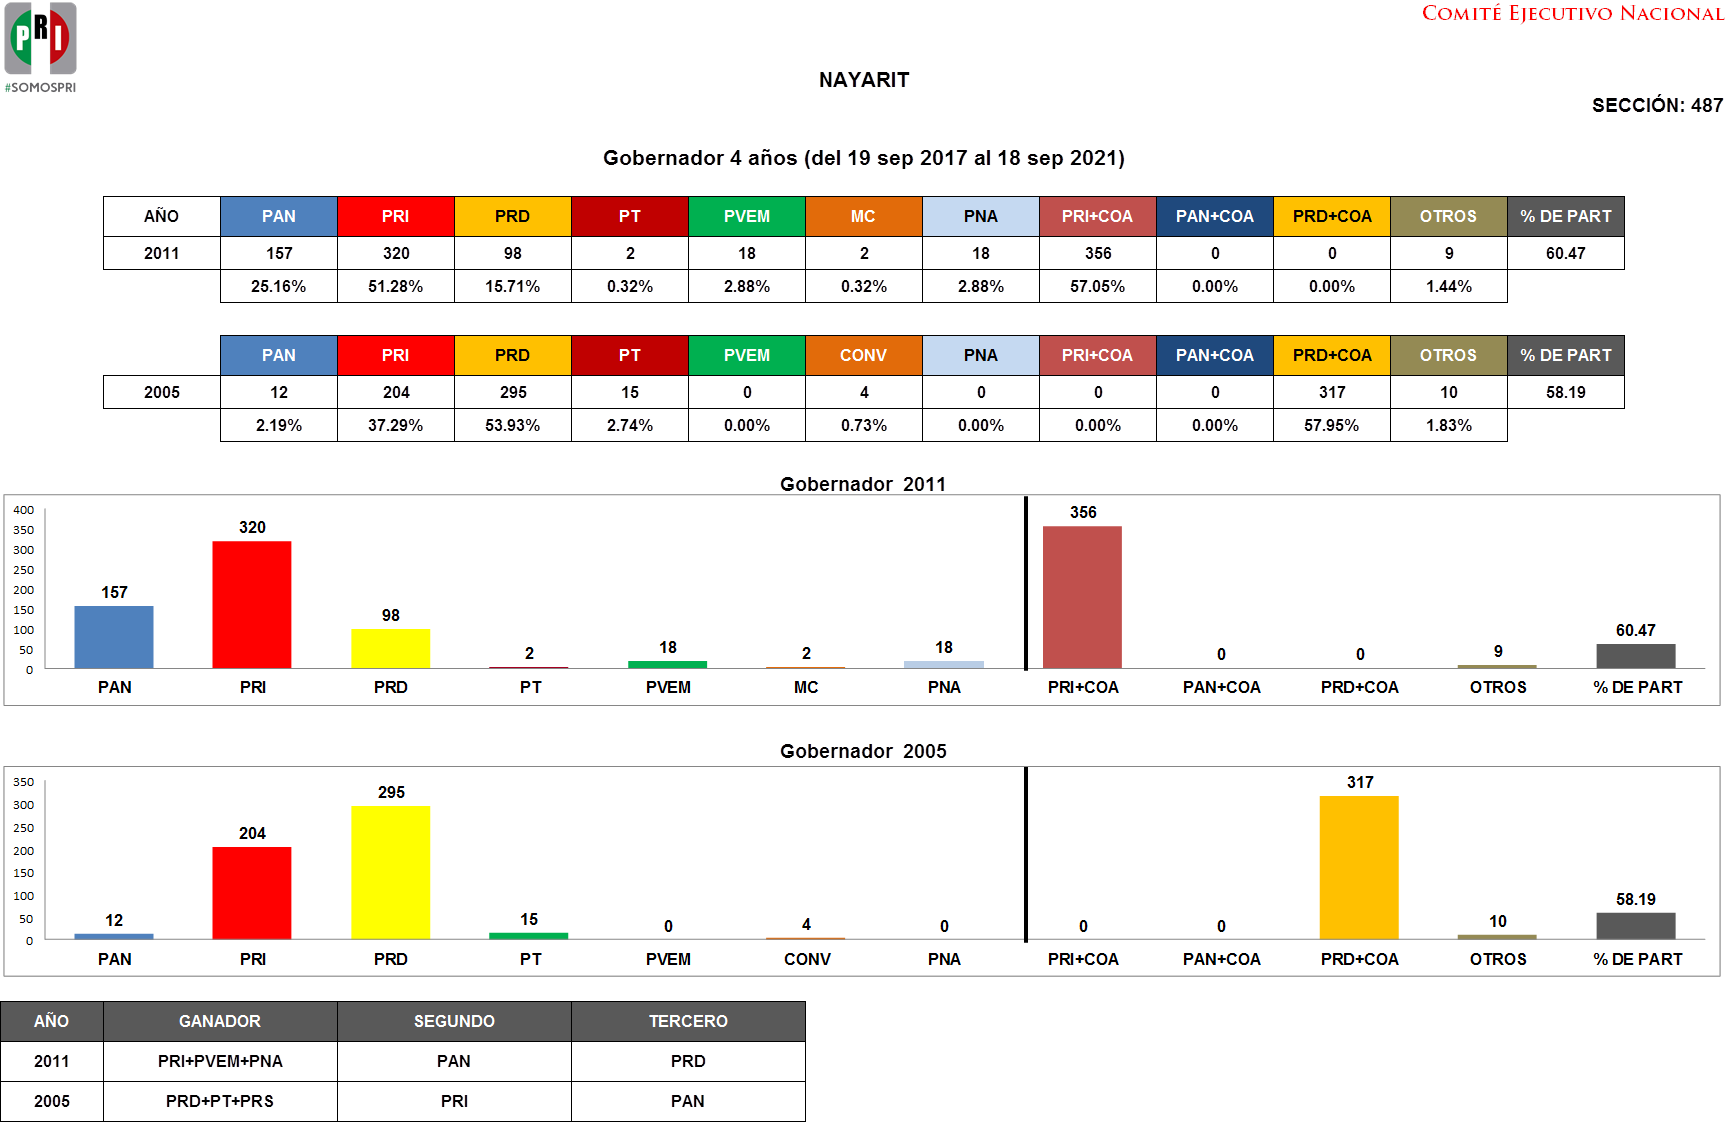 PRI
#SOMOSPRI
COMITÉ EJECUTIVO NACIONAL
NAYARIT
SECCIÓN: 487
Gobernador 4 años (del 19 sep 2017 al 18 sep 2021)
AÑO PAN PRI PRD PT PVEM MC PNA PRI+COA PAN+COA PRD+COA OTROS % DE PART
2011 157 320 98 2 18 2 18 356 0 0 9 60.47
25.16% 51.28% 15.71% 0.32% 2.88% 0.32% 2.88% 57.05% 0.00% 0.00% 1.44%
PAN PRI PRD PT PVEM CONV PNA PRI+COA PAN+COA PRD+COA OTROS % DE PART
2005 12 204 295 15 0 4 0 0 0 317 10 58.19
2.19% 37.29% 53.93% 2.74% 0.00% 0.73% 0.00% 0.00% 0.00% 57.95% 1.83%
Gobernador 2011
400
350
300
250
200
150
100
50
0
157 320 98 2 18 2 18 356 0 0 9 60.47
PAN PRI PRD PT PVEM MC PNA PRI+COA PAN+COA PRD+COA OTROS % DE PART
Gobernador 2005
350
300
250
200
150
100
50
0
12 204 295 15 0 4 0 0 0 317 10 58.19
PAN PRI PRD PT PVEM CONV PNA PRI+COA PAN+COA PRD+COA OTROS % DE PART
AÑO GANADOR SEGUNDO TERCERO
2011 PRI+PVEM+PNA PAN PRD
2005 PRD+PT+PRS PRI PAN